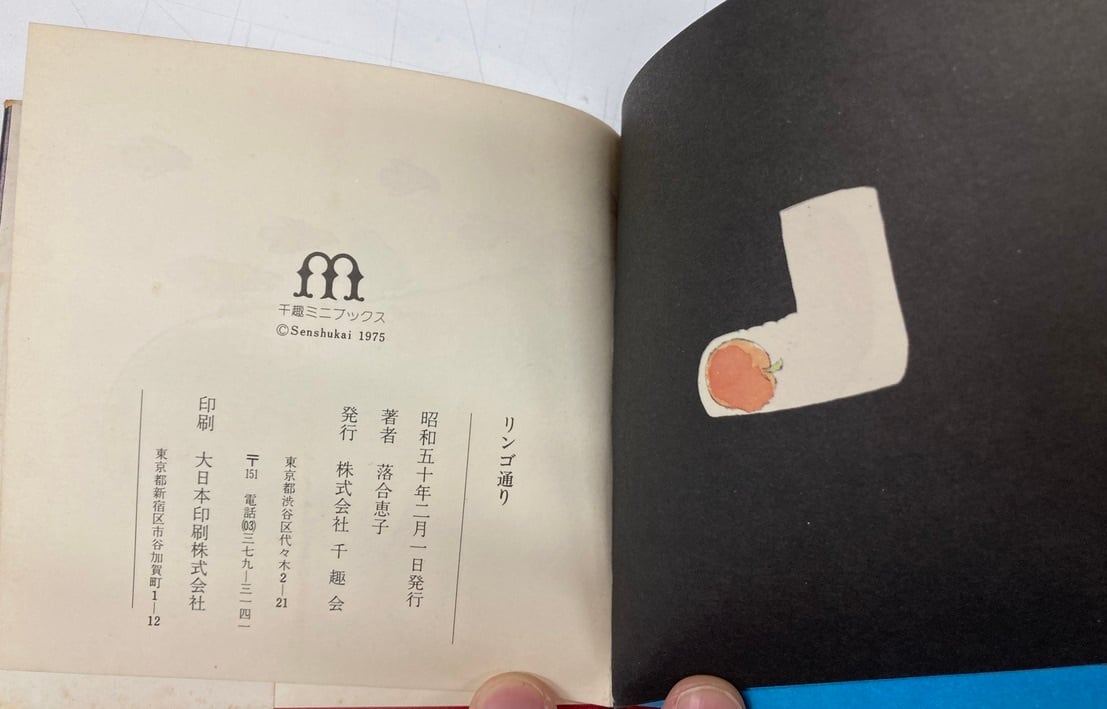 m
千趣ミニブックス
©Senshukai 1975
リンゴ通り
昭和五十年二月一日発行
著者 落合恵子
発行 株式会社 千趣会
東京都渋谷区代々木2—21
〒151 電話(03)三七九—三一四一
印刷 大日本印刷株式会社
東京都新宿区市谷加賀町1—12